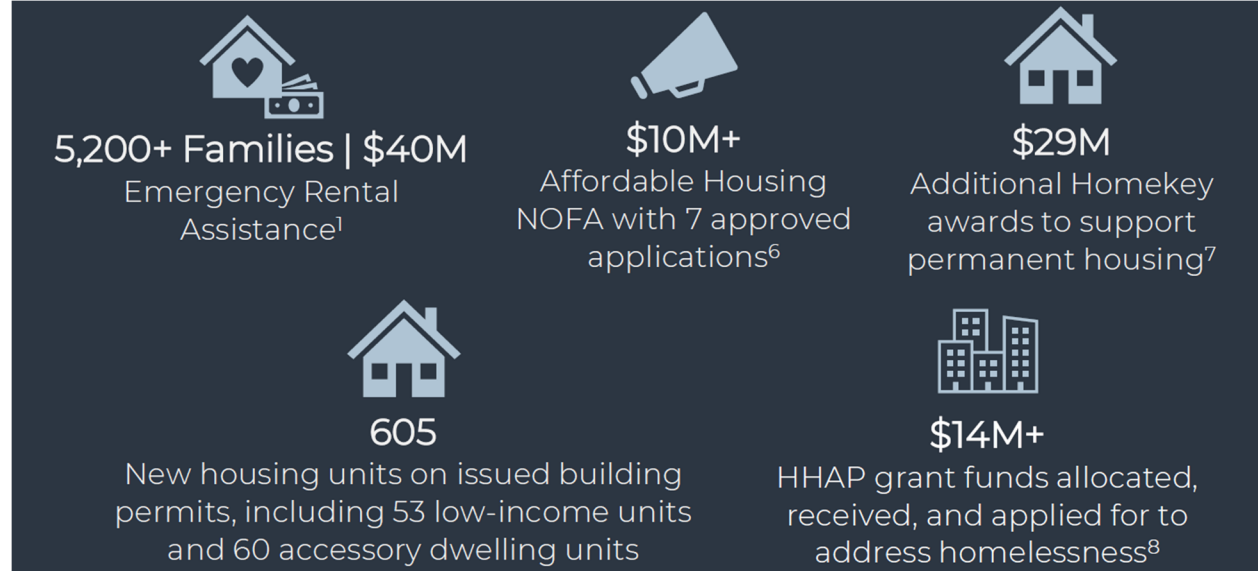 5,200+ Families | $40M
Emergency Rental
Assistance¹
$10M+
Affordable Housing
NOFA with 7 approved
applications⁶
$29M
Additional Homekey
awards to support
permanent housing⁷
605
New housing units on issued building
permits, including 53 low-income units
and 60 accessory dwelling units
$14M+
HHAP grant funds allocated,
received, and applied for to
address homelessness⁸